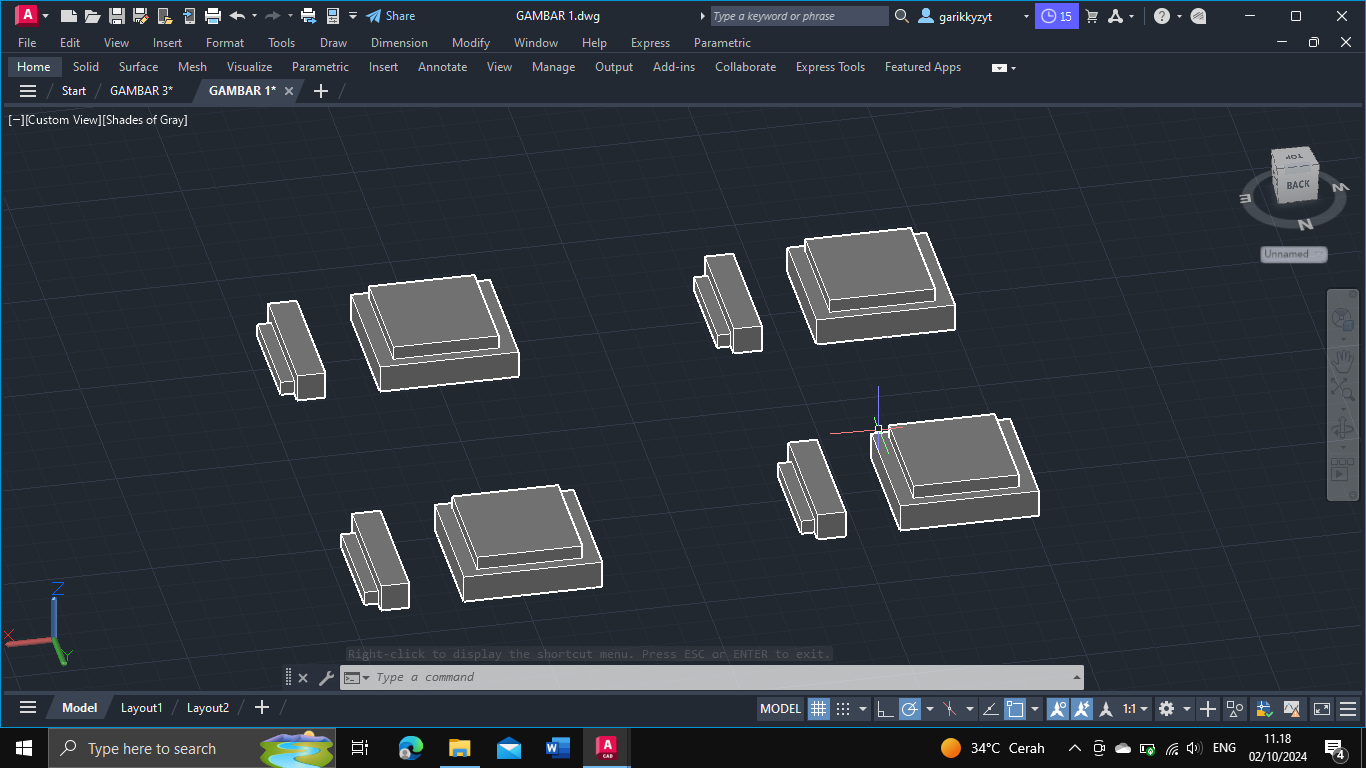 A CAD Share GAMBAR 1.dwg Type a keyword or phrase garikkyzyt 15
File Edit View Insert Format Tools Draw Dimension Modify Window Help Express Parametric
Home Solid Surface Mesh Visualize Parametric Insert Annotate View Manage Output Add-ins Collaborate Express Tools Featured Apps
Start GAMBAR 3* GAMBAR 1*
[−][Custom View][Shades of Gray]
TOP
BACK
E W
N
Unnamed
Z
X
Y
Right-click to display the shortcut menu. Press ESC or ENTER to exit.
Type a command
Model Layout1 Layout2 MODEL 1:1
Type here to search W A CAD 34°C Cerah ENG 11.18
02/10/2024 4